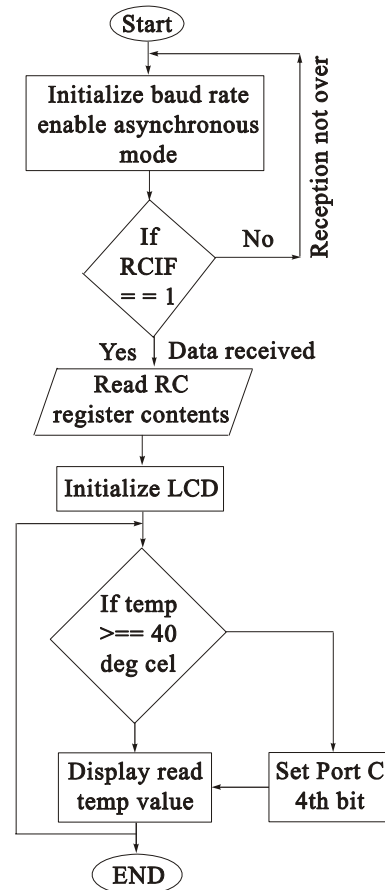 Start
Initialize baud rate
enable asynchronous
mode
Reception not over
If
RCIF
= = 1
No
Yes
Data received
Read RC
register contents
Initialize LCD
If temp
>== 40
deg cel
Display read
temp value
Set Port C
4th bit
END